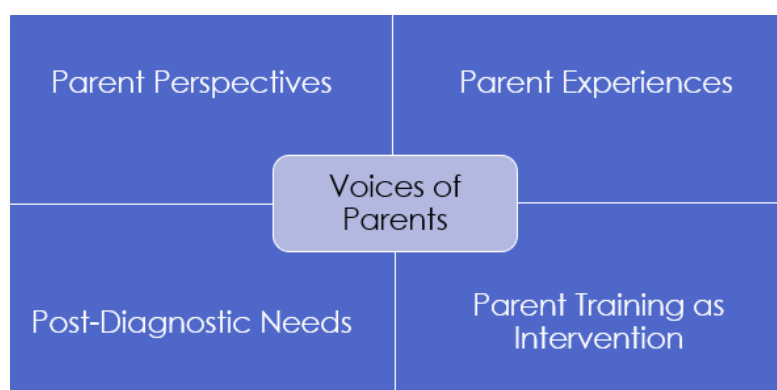 Parent Perspectives
Parent Experiences
Voices of
Parents
Post-Diagnostic Needs
Parent Training as
Intervention